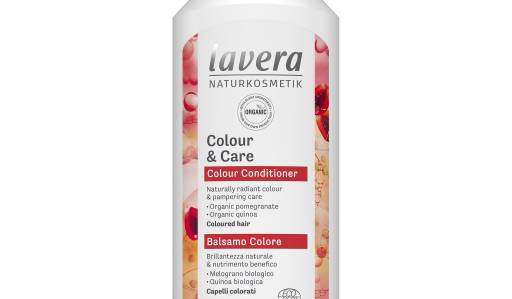 lavera
NATURKOSMETIK
ORGANIC
Colour
& Care
Colour Conditioner
Naturally radiant colour
& pampering care
• Organic pomegranate
• Organic quinoa
Coloured hair
Balsamo Colore
Brillantezza naturale
& nutrimento benefico
• Melograno biologico
• Quinoa biologica
Capelli colorati
ECO